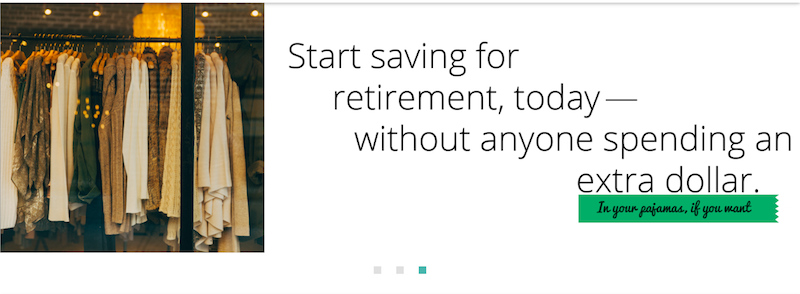 Start saving for
retirement, today —
without anyone spending an
extra dollar.
In your pajamas, if you want